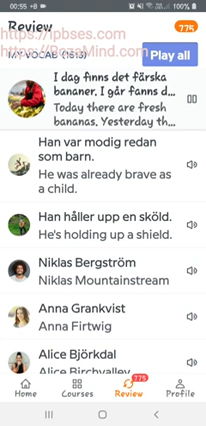 00:55
Review
775
https://ipbses.com
https://BozaMind.com
MY VOCAB (1613)
Play all
I dag finns det färska
bananer. I går fanns d...
Today there are fresh
bananas. Yesterday th...
Han var modig redan
som barn.
He was already brave as
a child.
Han håller upp en sköld.
He's holding up a shield.
Niklas Bergström
Niklas Mountainstream
Anna Grankvist
Anna Firtwig
Alice Björkdal
Alice Birchvalley
775
Home
Courses
Review
Profile